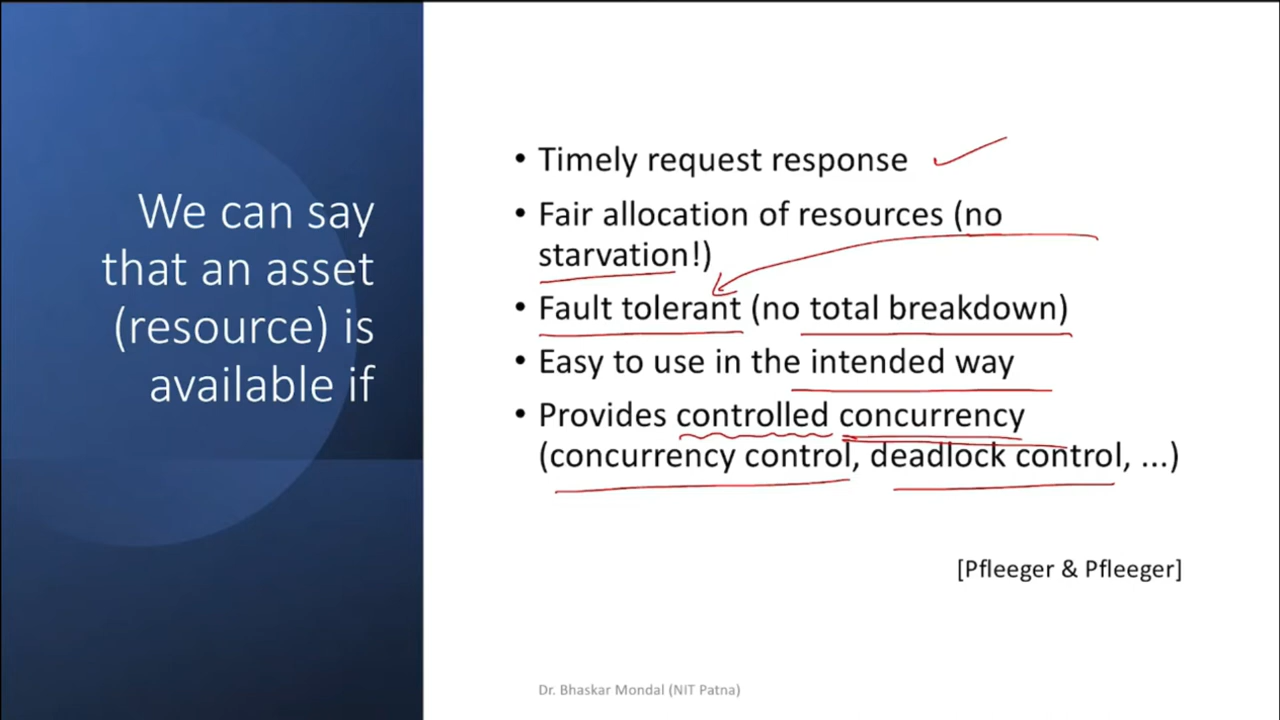 We can say
that an asset
(resource) is
available if
• Timely request response
• Fair allocation of resources (no
starvation!)
• Fault tolerant (no total breakdown)
• Easy to use in the intended way
• Provides controlled concurrency
(concurrency control, deadlock control, ...)
[Pfleeger & Pfleeger]
Dr. Bhaskar Mondal (NIT Patna)